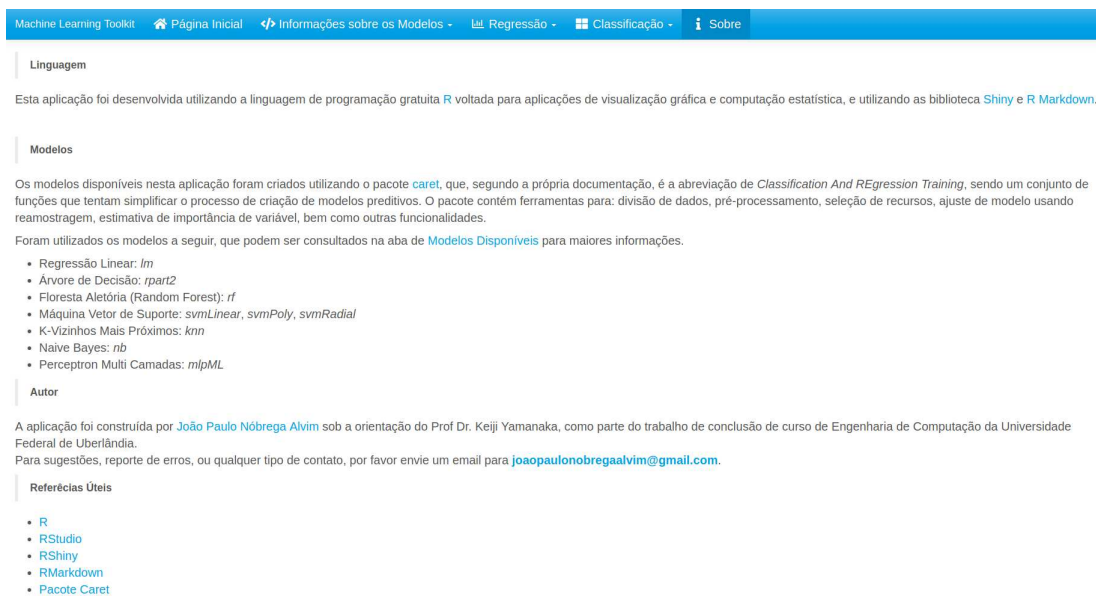 Machine Learning Toolkit Página Inicial Informações sobre os Modelos Regressão Classificação Sobre
Linguagem
Esta aplicação foi desenvolvida utilizando a linguagem de programação gratuita R voltada para aplicações de visualização gráfica e computação estatística, e utilizando as biblioteca Shiny e R Markdown.
Modelos
Os modelos disponíveis nesta aplicação foram criados utilizando o pacote caret, que, segundo a própria documentação, é a abreviação de Classification And REgression Training, sendo um conjunto de
funções que tentam simplificar o processo de criação de modelos preditivos. O pacote contém ferramentas para: divisão de dados, pré-processamento, seleção de recursos, ajuste de modelo usando
reamostragem, estimativa de importância de variável, bem como outras funcionalidades.
Foram utilizados os modelos a seguir, que podem ser consultados na aba de Modelos Disponíveis para maiores informações.
• Regressão Linear: lm
• Árvore de Decisão: rpart2
• Floresta Aletória (Random Forest): rf
• Máquina Vetor de Suporte: svmLinear, svmPoly, svmRadial
• K-Vizinhos Mais Próximos: knn
• Naive Bayes: nb
• Perceptron Multi Camadas: mlpML
Autor
A aplicação foi construída por João Paulo Nóbrega Alvim sob a orientação do Prof Dr. Keiji Yamanaka, como parte do trabalho de conclusão de curso de Engenharia de Computação da Universidade
Federal de Uberlândia.
Para sugestões, reporte de erros, ou qualquer tipo de contato, por favor envie um email para joaopaulonobregaalvim@gmail.com.
Referêcias Úteis
• R
• RStudio
• RShiny
• RMarkdown
• Pacote Caret